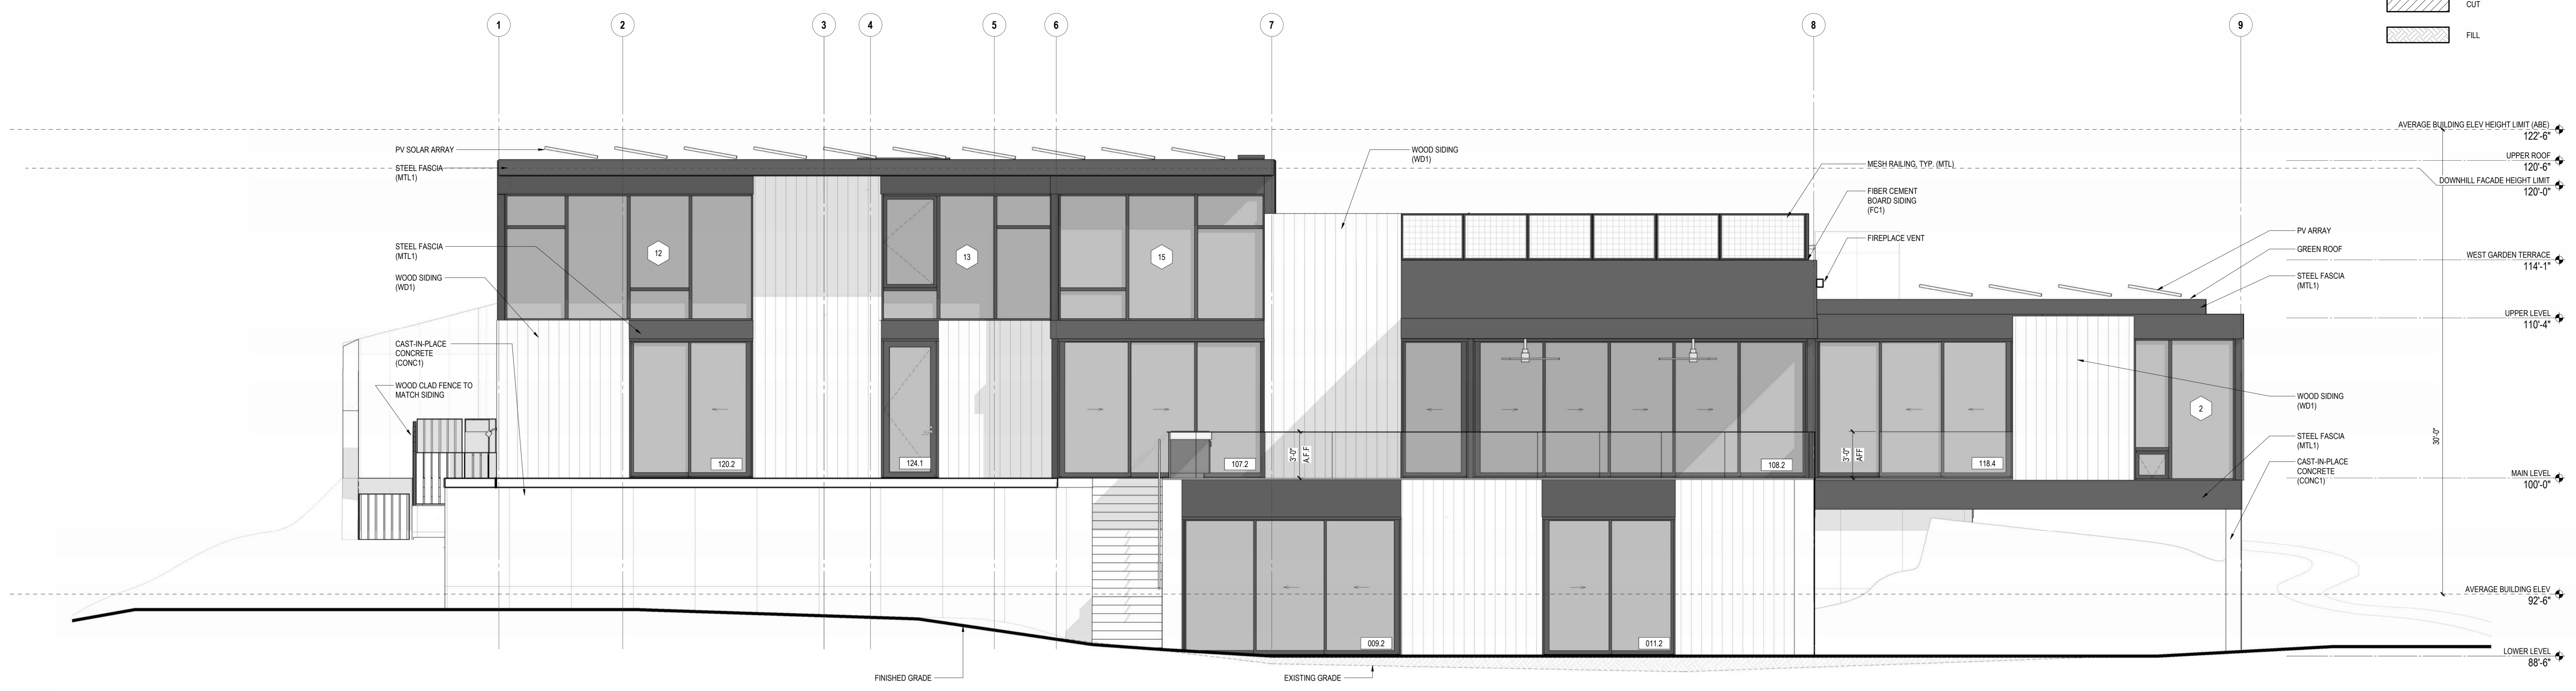 CUT
FILL
1
2
3
4
5
6
7
8
9
AVERAGE BUILDING ELEV HEIGHT LIMIT (ABE)
122'-6"
UPPER ROOF
120'-6"
DOWNHILL FACADE HEIGHT LIMIT
120'-0"
PV SOLAR ARRAY
STEEL FASCIA
(MTL1)
WOOD SIDING
(WD1)
MESH RAILING, TYP. (MTL)
FIBER CEMENT
BOARD SIDING
(FC1)
FIREPLACE VENT
PV ARRAY
GREEN ROOF
STEEL FASCIA
(MTL1)
WEST GARDEN TERRACE
114'-1"
UPPER LEVEL
110'-4"
STEEL FASCIA
(MTL1)
WOOD SIDING
(WD1)
CAST-IN-PLACE
CONCRETE
(CONC1)
WOOD CLAD FENCE TO
MATCH SIDING
12
13
15
2
WOOD SIDING
(WD1)
STEEL FASCIA
(MTL1)
CAST-IN-PLACE
CONCRETE
(CONC1)
30'-0"
120.2
124.1
107.2
3'-0"
A.F.F
108.2
3'-0"
AFF
118.4
MAIN LEVEL
100'-0"
AVERAGE BUILDING ELEV
92'-6"
009.2
011.2
LOWER LEVEL
88'-6"
FINISHED GRADE
EXISTING GRADE